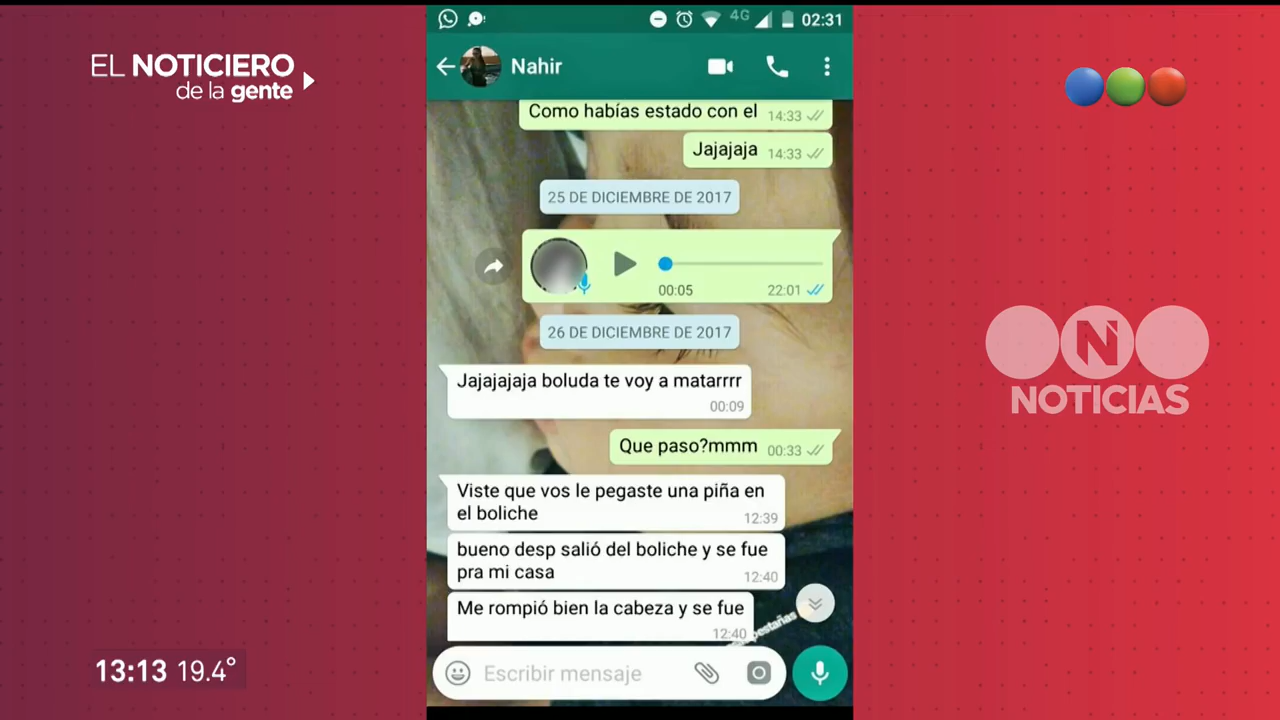 EL NOTICIERO
de la gente
4G
02:31
Nahir
Como habías estado con el
14:33
Jajajaja
14:33
25 DE DICIEMBRE DE 2017
00:05
22:01
26 DE DICIEMBRE DE 2017
Jajajajaja boluda te voy a matarrrr
00:09
Que paso?mmm
00:33
Viste que vos le pegaste una piña en
el boliche
12:39
bueno desp salió del boliche y se fue
pra mi casa
12:40
Me rompió bien la cabeza y se fue
12:40
pestañas
Escribir mensaje
N
NOTICIAS
13:13 19.4°